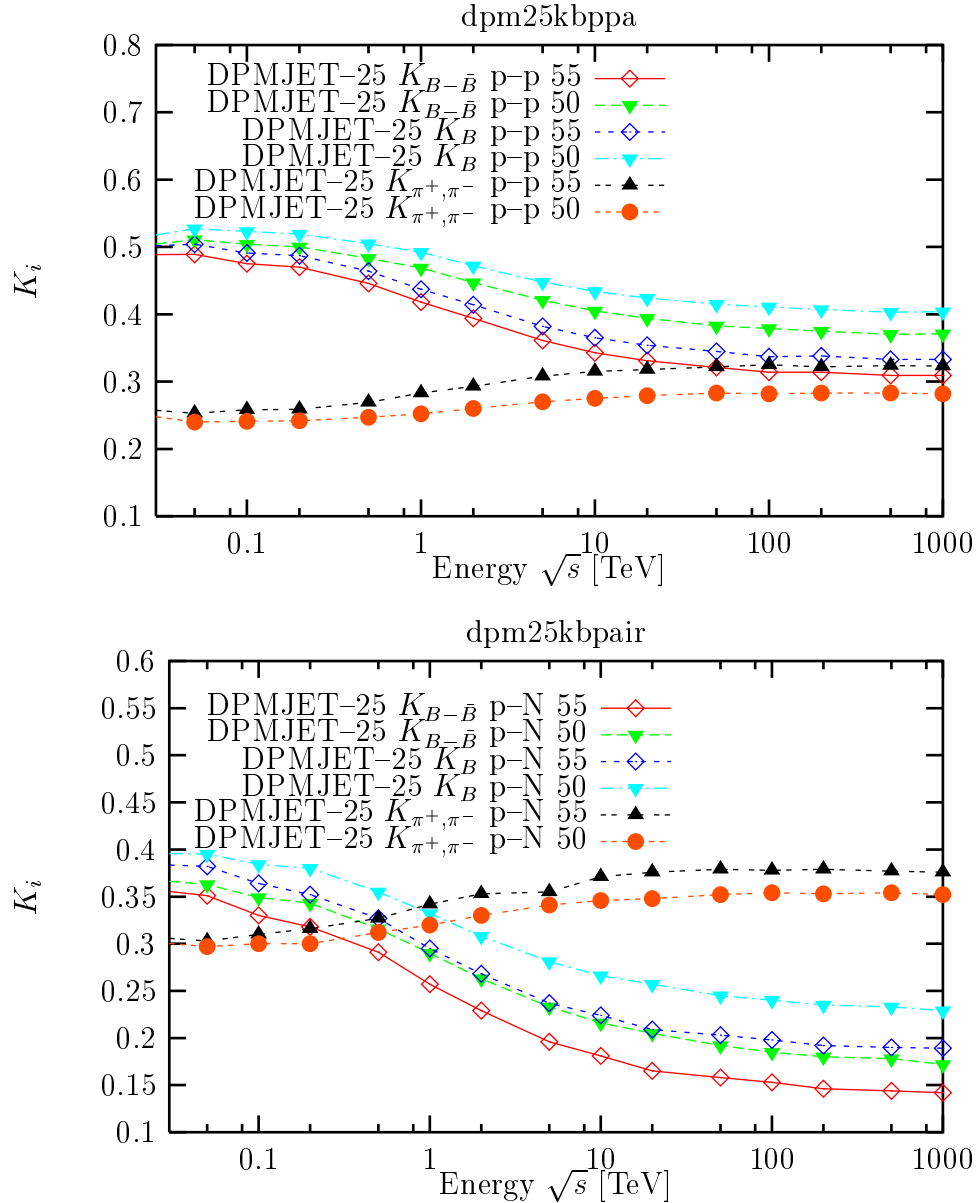 dpm25kbppa
0.8
0.7
0.6
0.5
0.4
0.3
0.2
0.1
K_i
DPMJET–25 K_{B−B̄} p–p 55
DPMJET–25 K_{B−B̄} p–p 50
DPMJET–25 K_B p–p 55
DPMJET–25 K_B p–p 50
DPMJET–25 K_{π+,π−} p–p 55
DPMJET–25 K_{π+,π−} p–p 50
0.1 1 10 100 1000
Energy √s [TeV]
dpm25kbpair
0.6
0.55
0.5
0.45
0.4
0.35
0.3
0.25
0.2
0.15
0.1
K_i
DPMJET–25 K_{B−B̄} p–N 55
DPMJET–25 K_{B−B̄} p–N 50
DPMJET–25 K_B p–N 55
DPMJET–25 K_B p–N 50
DPMJET–25 K_{π+,π−} p–N 55
DPMJET–25 K_{π+,π−} p–N 50
0.1 1 10 100 1000
Energy √s [TeV]